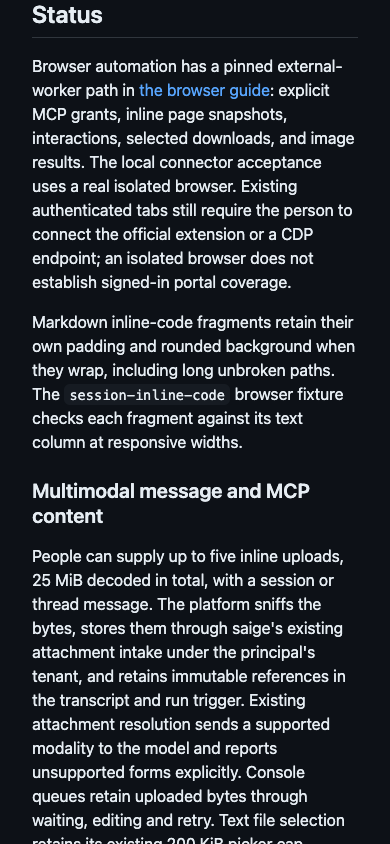 Status
Browser automation has a pinned external-
worker path in the browser guide: explicit
MCP grants, inline page snapshots,
interactions, selected downloads, and image
results. The local connector acceptance
uses a real isolated browser. Existing
authenticated tabs still require the person to
connect the official extension or a CDP
endpoint; an isolated browser does not
establish signed-in portal coverage.
Markdown inline-code fragments retain their
own padding and rounded background when
they wrap, including long unbroken paths.
The session-inline-code browser fixture
checks each fragment against its text
column at responsive widths.
Multimodal message and MCP
content
People can supply up to five inline uploads,
25 MiB decoded in total, with a session or
thread message. The platform sniffs the
bytes, stores them through saige's existing
attachment intake under the principal's
tenant, and retains immutable references in
the transcript and run trigger. Existing
attachment resolution sends a supported
modality to the model and reports
unsupported forms explicitly. Console
queues retain uploaded bytes through
waiting, editing and retry. Text file selection
retains its existing 200 KiB picker